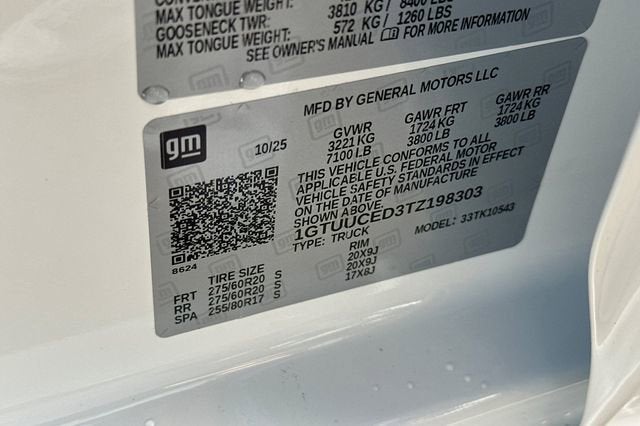 MAX TONGUE WEIGHT: 3810 KG / 8400 LBS
GOOSENECK TWR: 572 KG / 1260 LBS
MAX TONGUE WEIGHT:
SEE OWNER'S MANUAL FOR MORE INFORMATION
MFD BY GENERAL MOTORS LLC
gm 10/25
GVWR GAWR FRT GAWR RR
3221 KG 1724 KG 1724 KG
7100 LB 3800 LB 3800 LB
THIS VEHICLE CONFORMS TO ALL
APPLICABLE U.S. FEDERAL MOTOR
VEHICLE SAFETY STANDARDS IN EFFECT
ON THE DATE OF MANUFACTURE
SHOWN ABOVE.
1GTUUCED3TZ198303
TYPE: TRUCK MODEL: 33TK10543
8624
TIRE SIZE RIM
FRT 275/60R20 S 20X9J
RR 275/60R20 S 20X9J
SPA 255/80R17 S 17X8J